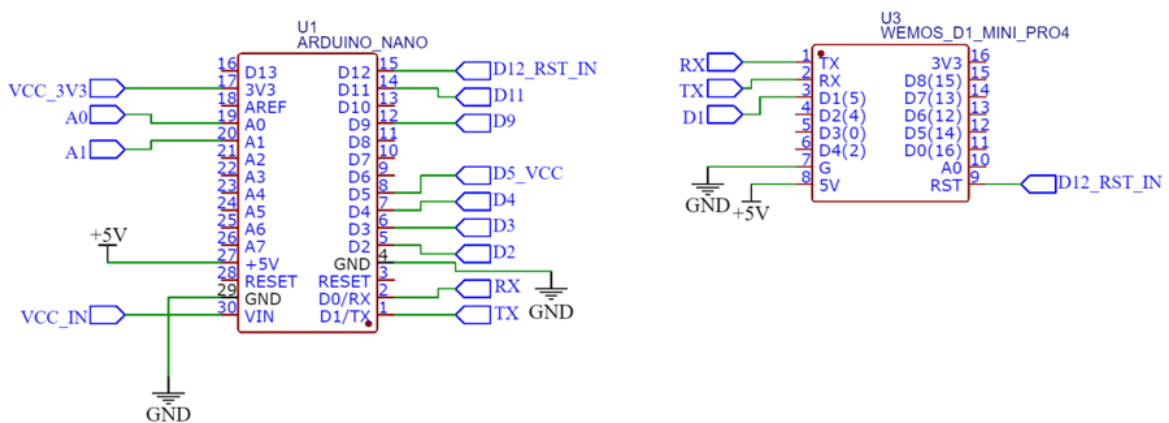 U1
ARDUINO_NANO
16 D13
17 3V3
18 AREF
19 A0
20 A1
21 A2
22 A3
23 A4
24 A5
25 A6
26 A7
27 +5V
28 RESET
29 GND
30 VIN
D12 15
D11 14
D10 13
D9 12
D8 11
D7 10
D6 9
D5 8
D4 7
D3 6
D2 5
GND 4
RESET 3
D0/RX 2
D1/TX 1
VCC_3V3
A0
A1
+5V
VCC_IN
GND
D12_RST_IN
D11
D9
D5_VCC
D4
D3
D2
RX
TX
GND
U3
WEMOS_D1_MINI_PRO4
1 TX
2 RX
3 D1(5)
4 D2(4)
5 D3(0)
6 D4(2)
7 G
8 5V
3V3 16
D8(15) 15
D7(13) 14
D6(12) 13
D5(14) 12
D0(16) 11
A0 10
RST 9
RX
TX
D1
GND
+5V
D12_RST_IN